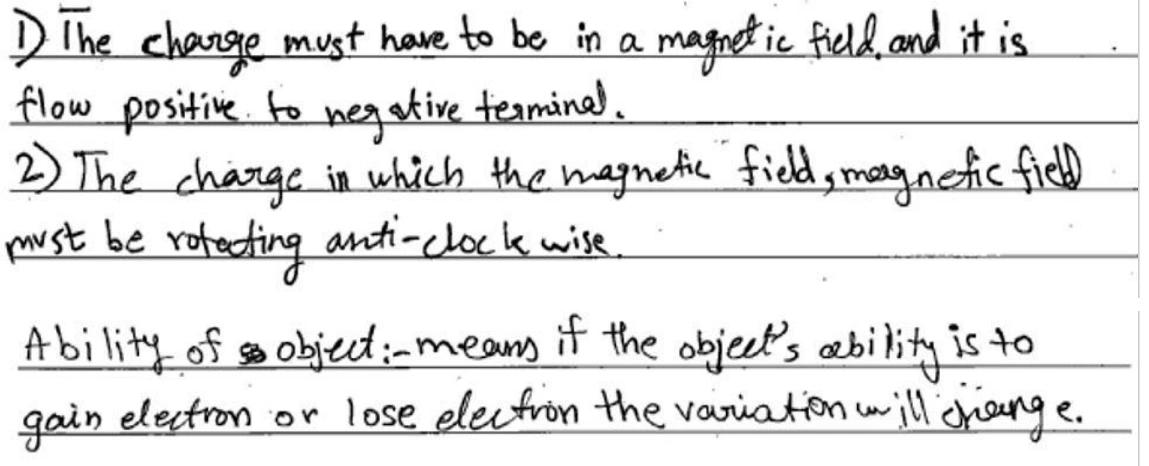 1) The charge must have to be in a magnetic field, and it is
flow positive to negative terminal.
2) The charge in which the magnetic field, magnetic field
must be rotecting anti-clock wise.
Ability of object:- means if the object's ability is to
gain electron or lose electron the variation will change.